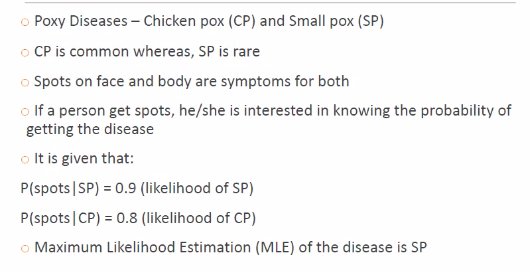 Poxy Diseases – Chicken pox (CP) and Small pox (SP)
CP is common whereas, SP is rare
Spots on face and body are symptoms for both
If a person get spots, he/she is interested in knowing the probability of
getting the disease
It is given that:
P(spots|SP) = 0.9 (likelihood of SP)
P(spots|CP) = 0.8 (likelihood of CP)
Maximum Likelihood Estimation (MLE) of the disease is SP